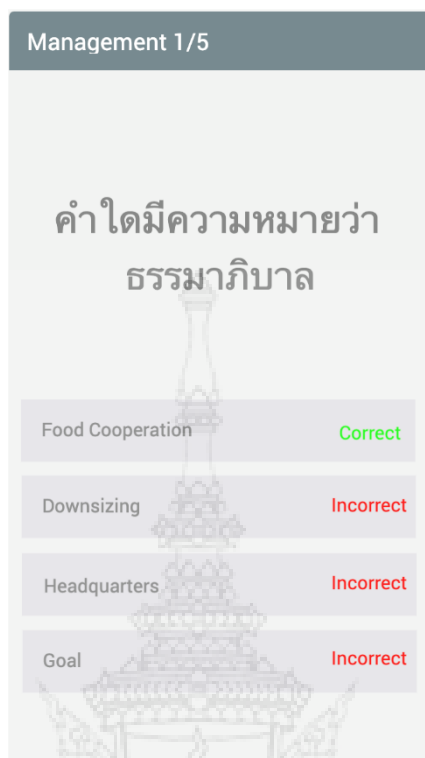 Management 1/5
คำใดมีความหมายว่า
ธรรมาภิบาล
Food Cooperation Correct
Downsizing Incorrect
Headquarters Incorrect
Goal Incorrect